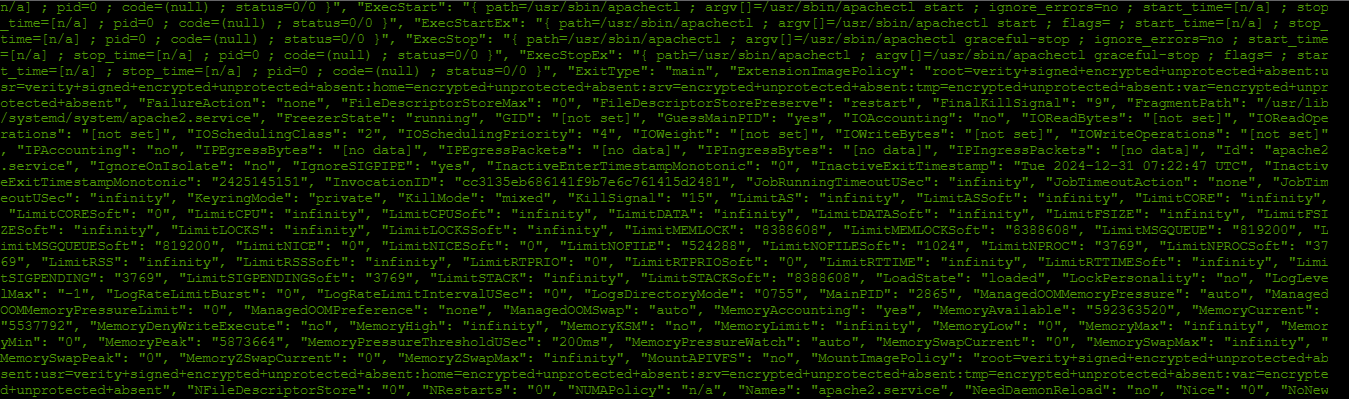 n/a] ; pid=0 ; code=(null) ; status=0/0 }", "ExecStart": "{ path=/usr/sbin/apachectl ; argv[]=/usr/sbin/apachectl start ; ignore_errors=no ; start_time=[n/a] ; stop
_time=[n/a] ; pid=0 ; code=(null) ; status=0/0 }", "ExecStartEx": "{ path=/usr/sbin/apachectl ; argv[]=/usr/sbin/apachectl start ; flags= ; start_time=[n/a] ; stop_
time=[n/a] ; pid=0 ; code=(null) ; status=0/0 }", "ExecStop": "{ path=/usr/sbin/apachectl ; argv[]=/usr/sbin/apachectl graceful-stop ; ignore_errors=no ; start_time
=[n/a] ; stop_time=[n/a] ; pid=0 ; code=(null) ; status=0/0 }", "ExecStopEx": "{ path=/usr/sbin/apachectl ; argv[]=/usr/sbin/apachectl graceful-stop ; flags= ; star
t_time=[n/a] ; stop_time=[n/a] ; pid=0 ; code=(null) ; status=0/0 }", "ExitType": "main", "ExtensionImagePolicy": "root=verity+signed+encrypted+unprotected+absent:u
sr=verity+signed+encrypted+unprotected+absent:home=encrypted+unprotected+absent:srv=encrypted+unprotected+absent:tmp=encrypted+unprotected+absent:var=encrypted+unpr
otected+absent", "FailureAction": "none", "FileDescriptorStoreMax": "0", "FileDescriptorStorePreserve": "restart", "FinalKillSignal": "9", "FragmentPath": "/usr/lib
/systemd/system/apache2.service", "FreezerState": "running", "GID": "[not set]", "GuessMainPID": "yes", "IOAccounting": "no", "IOReadBytes": "[not set]", "IOReadOpe
rations": "[not set]", "IOSchedulingClass": "2", "IOSchedulingPriority": "4", "IOWeight": "[not set]", "IOWriteBytes": "[not set]", "IOWriteOperations": "[not set]"
, "IPAccounting": "no", "IPEgressBytes": "[no data]", "IPEgressPackets": "[no data]", "IPIngressBytes": "[no data]", "IPIngressPackets": "[no data]", "Id": "apache2
.service", "IgnoreOnIsolate": "no", "IgnoreSIGPIPE": "yes", "InactiveEnterTimestampMonotonic": "0", "InactiveExitTimestamp": "Tue 2024-12-31 07:22:47 UTC", "Inactiv
eExitTimestampMonotonic": "2425145151", "InvocationID": "cc3135eb686141f9b7e6c761415d2481", "JobRunningTimeoutUSec": "infinity", "JobTimeoutAction": "none", "JobTim
eoutUSec": "infinity", "KeyringMode": "private", "KillMode": "mixed", "KillSignal": "15", "LimitAS": "infinity", "LimitASSoft": "infinity", "LimitCORE": "infinity",
"LimitCORESoft": "0", "LimitCPU": "infinity", "LimitCPUSoft": "infinity", "LimitDATA": "infinity", "LimitDATASoft": "infinity", "LimitFSIZE": "infinity", "LimitFSI
ZESoft": "infinity", "LimitLOCKS": "infinity", "LimitLOCKSSoft": "infinity", "LimitMEMLOCK": "8388608", "LimitMEMLOCKSoft": "8388608", "LimitMSGQUEUE": "819200", "L
imitMSGQUEUESoft": "819200", "LimitNICE": "0", "LimitNICESoft": "0", "LimitNOFILE": "524288", "LimitNOFILESoft": "1024", "LimitNPROC": "3769", "LimitNPROCSoft": "37
69", "LimitRSS": "infinity", "LimitRSSSoft": "infinity", "LimitRTPRIO": "0", "LimitRTPRIOSoft": "0", "LimitRTTIME": "infinity", "LimitRTTIMESoft": "infinity", "Limi
tSIGPENDING": "3769", "LimitSIGPENDINGSoft": "3769", "LimitSTACK": "infinity", "LimitSTACKSoft": "8388608", "LoadState": "loaded", "LockPersonality": "no", "LogLeve
lMax": "-1", "LogRateLimitBurst": "0", "LogRateLimitIntervalUSec": "0", "LogsDirectoryMode": "0755", "MainPID": "2865", "ManagedOOMMemoryPressure": "auto", "Managed
OOMMemoryPressureLimit": "0", "ManagedOOMPreference": "none", "ManagedOOMSwap": "auto", "MemoryAccounting": "yes", "MemoryAvailable": "592363520", "MemoryCurrent":
"5537792", "MemoryDenyWriteExecute": "no", "MemoryHigh": "infinity", "MemoryKSM": "no", "MemoryLimit": "infinity", "MemoryLow": "0", "MemoryMax": "infinity", "Memor
yMin": "0", "MemoryPeak": "5873664", "MemoryPressureThresholdUSec": "200ms", "MemoryPressureWatch": "auto", "MemorySwapCurrent": "0", "MemorySwapMax": "infinity", "
MemorySwapPeak": "0", "MemoryZSwapCurrent": "0", "MemoryZSwapMax": "infinity", "MountAPIVFS": "no", "MountImagePolicy": "root=verity+signed+encrypted+unprotected+ab
sent:usr=verity+signed+encrypted+unprotected+absent:home=encrypted+unprotected+absent:srv=encrypted+unprotected+absent:tmp=encrypted+unprotected+absent:var=encrypte
d+unprotected+absent", "NFileDescriptorStore": "0", "NRestarts": "0", "NUMAPolicy": "n/a", "Names": "apache2.service", "NeedDaemonReload": "no", "Nice": "0", "NoNew